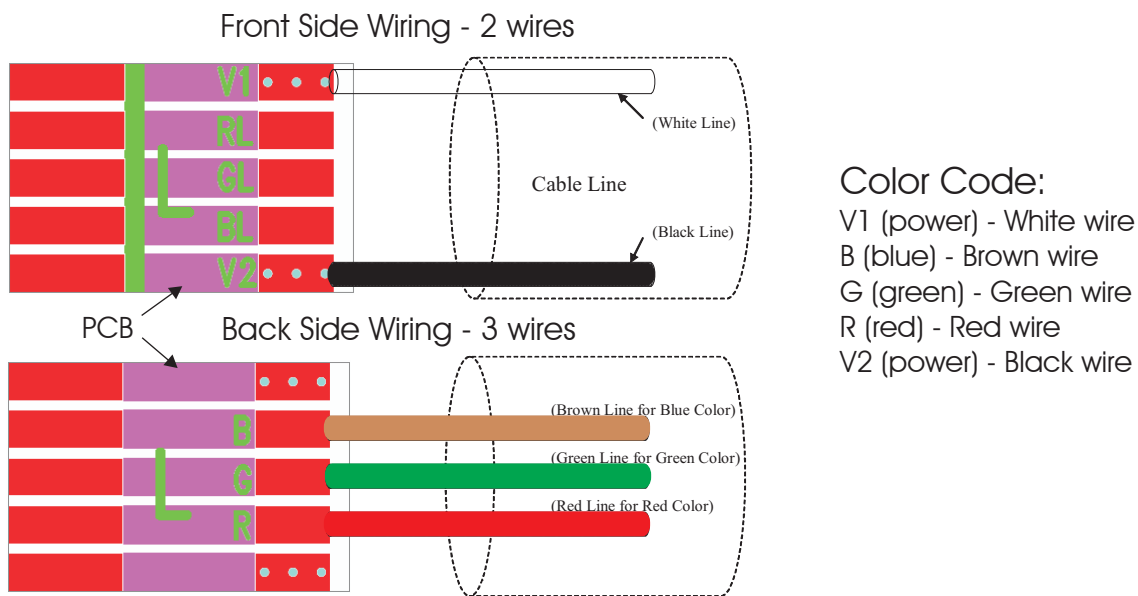 Front Side Wiring - 2 wires
V1
RL
GL
BL
V2
L
(White Line)
Cable Line
(Black Line)
PCB
Back Side Wiring - 3 wires
B
G
R
L
(Brown Line for Blue Color)
(Green Line for Green Color)
(Red Line for Red Color)
Color Code:
V1 (power) - White wire
B (blue) - Brown wire
G (green) - Green wire
R (red) - Red wire
V2 (power) - Black wire